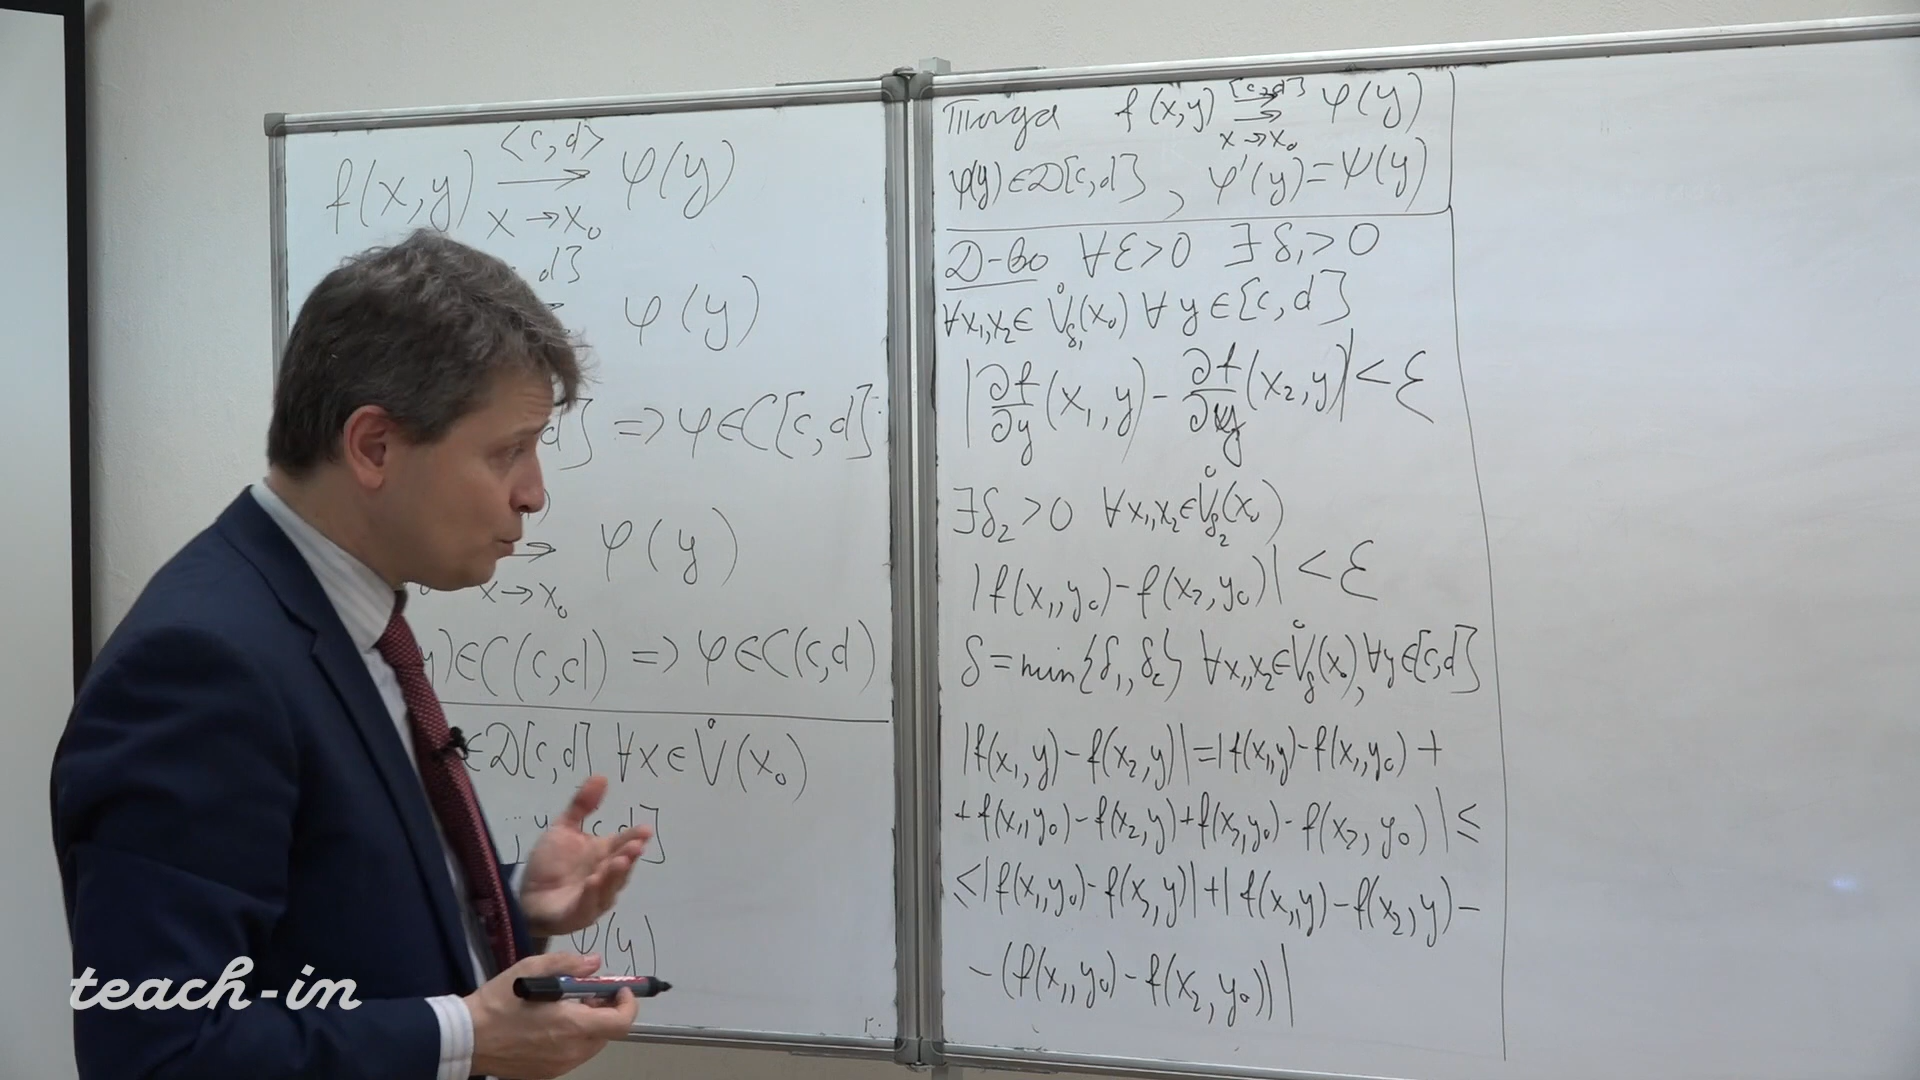 f(x,y) →^{<c,d>}_{x→x₀} φ(y)
d] φ(y)
d] => φ∈C[c,d]
→_{x→x₀} φ(y)
y)∈C(c,d) => φ∈C(c,d)
∈D[c,d] ∀x∈V̊(x₀)
c,d]
ψ(y)
Тогда f(x,y) ⇉^{[c,d]}_{x→x₀} φ(y)
φ(y)∈D[c,d], φ'(y)=ψ(y)
Д-во ∀ε>0 ∃δ₁>0
∀x₁,x₂∈V̊_{δ₁}(x₀) ∀y∈[c,d]
|∂f/∂y(x₁,y)-∂f/∂y(x₂,y)|<ε
∃δ₂>0 ∀x₁,x₂∈V̊_{δ₂}(x₀)
|f(x₁,y₀)-f(x₂,y₀)|<ε
δ=min{δ₁,δ₂} ∀x₁,x₂∈V̊_δ(x₀), ∀y∈[c,d]
|f(x₁,y)-f(x₂,y)|=|f(x₁,y)-f(x₁,y₀)+
+f(x₁,y₀)-f(x₂,y)+f(x₂,y₀)-f(x₂,y₀)|≤
≤|f(x₁,y₀)-f(x₂,y)|+|f(x₁,y)-f(x₂,y)-
-(f(x₁,y₀)-f(x₂,y₀))|
teach-in